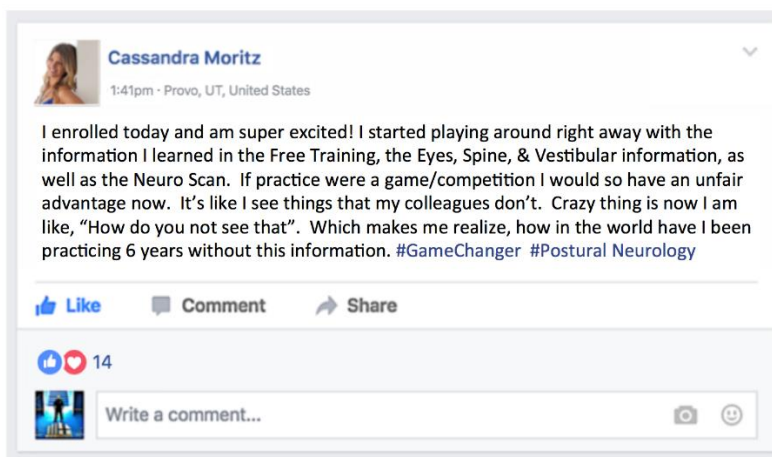 Cassandra Moritz
1:41pm · Provo, UT, United States
I enrolled today and am super excited! I started playing around right away with the
information I learned in the Free Training, the Eyes, Spine, & Vestibular information, as
well as the Neuro Scan.  If practice were a game/competition I would so have an unfair
advantage now.  It's like I see things that my colleagues don't.  Crazy thing is now I am
like, “How do you not see that”.  Which makes me realize, how in the world have I been
practicing 6 years without this information. #GameChanger  #Postural Neurology
Like Comment Share
14
Write a comment...